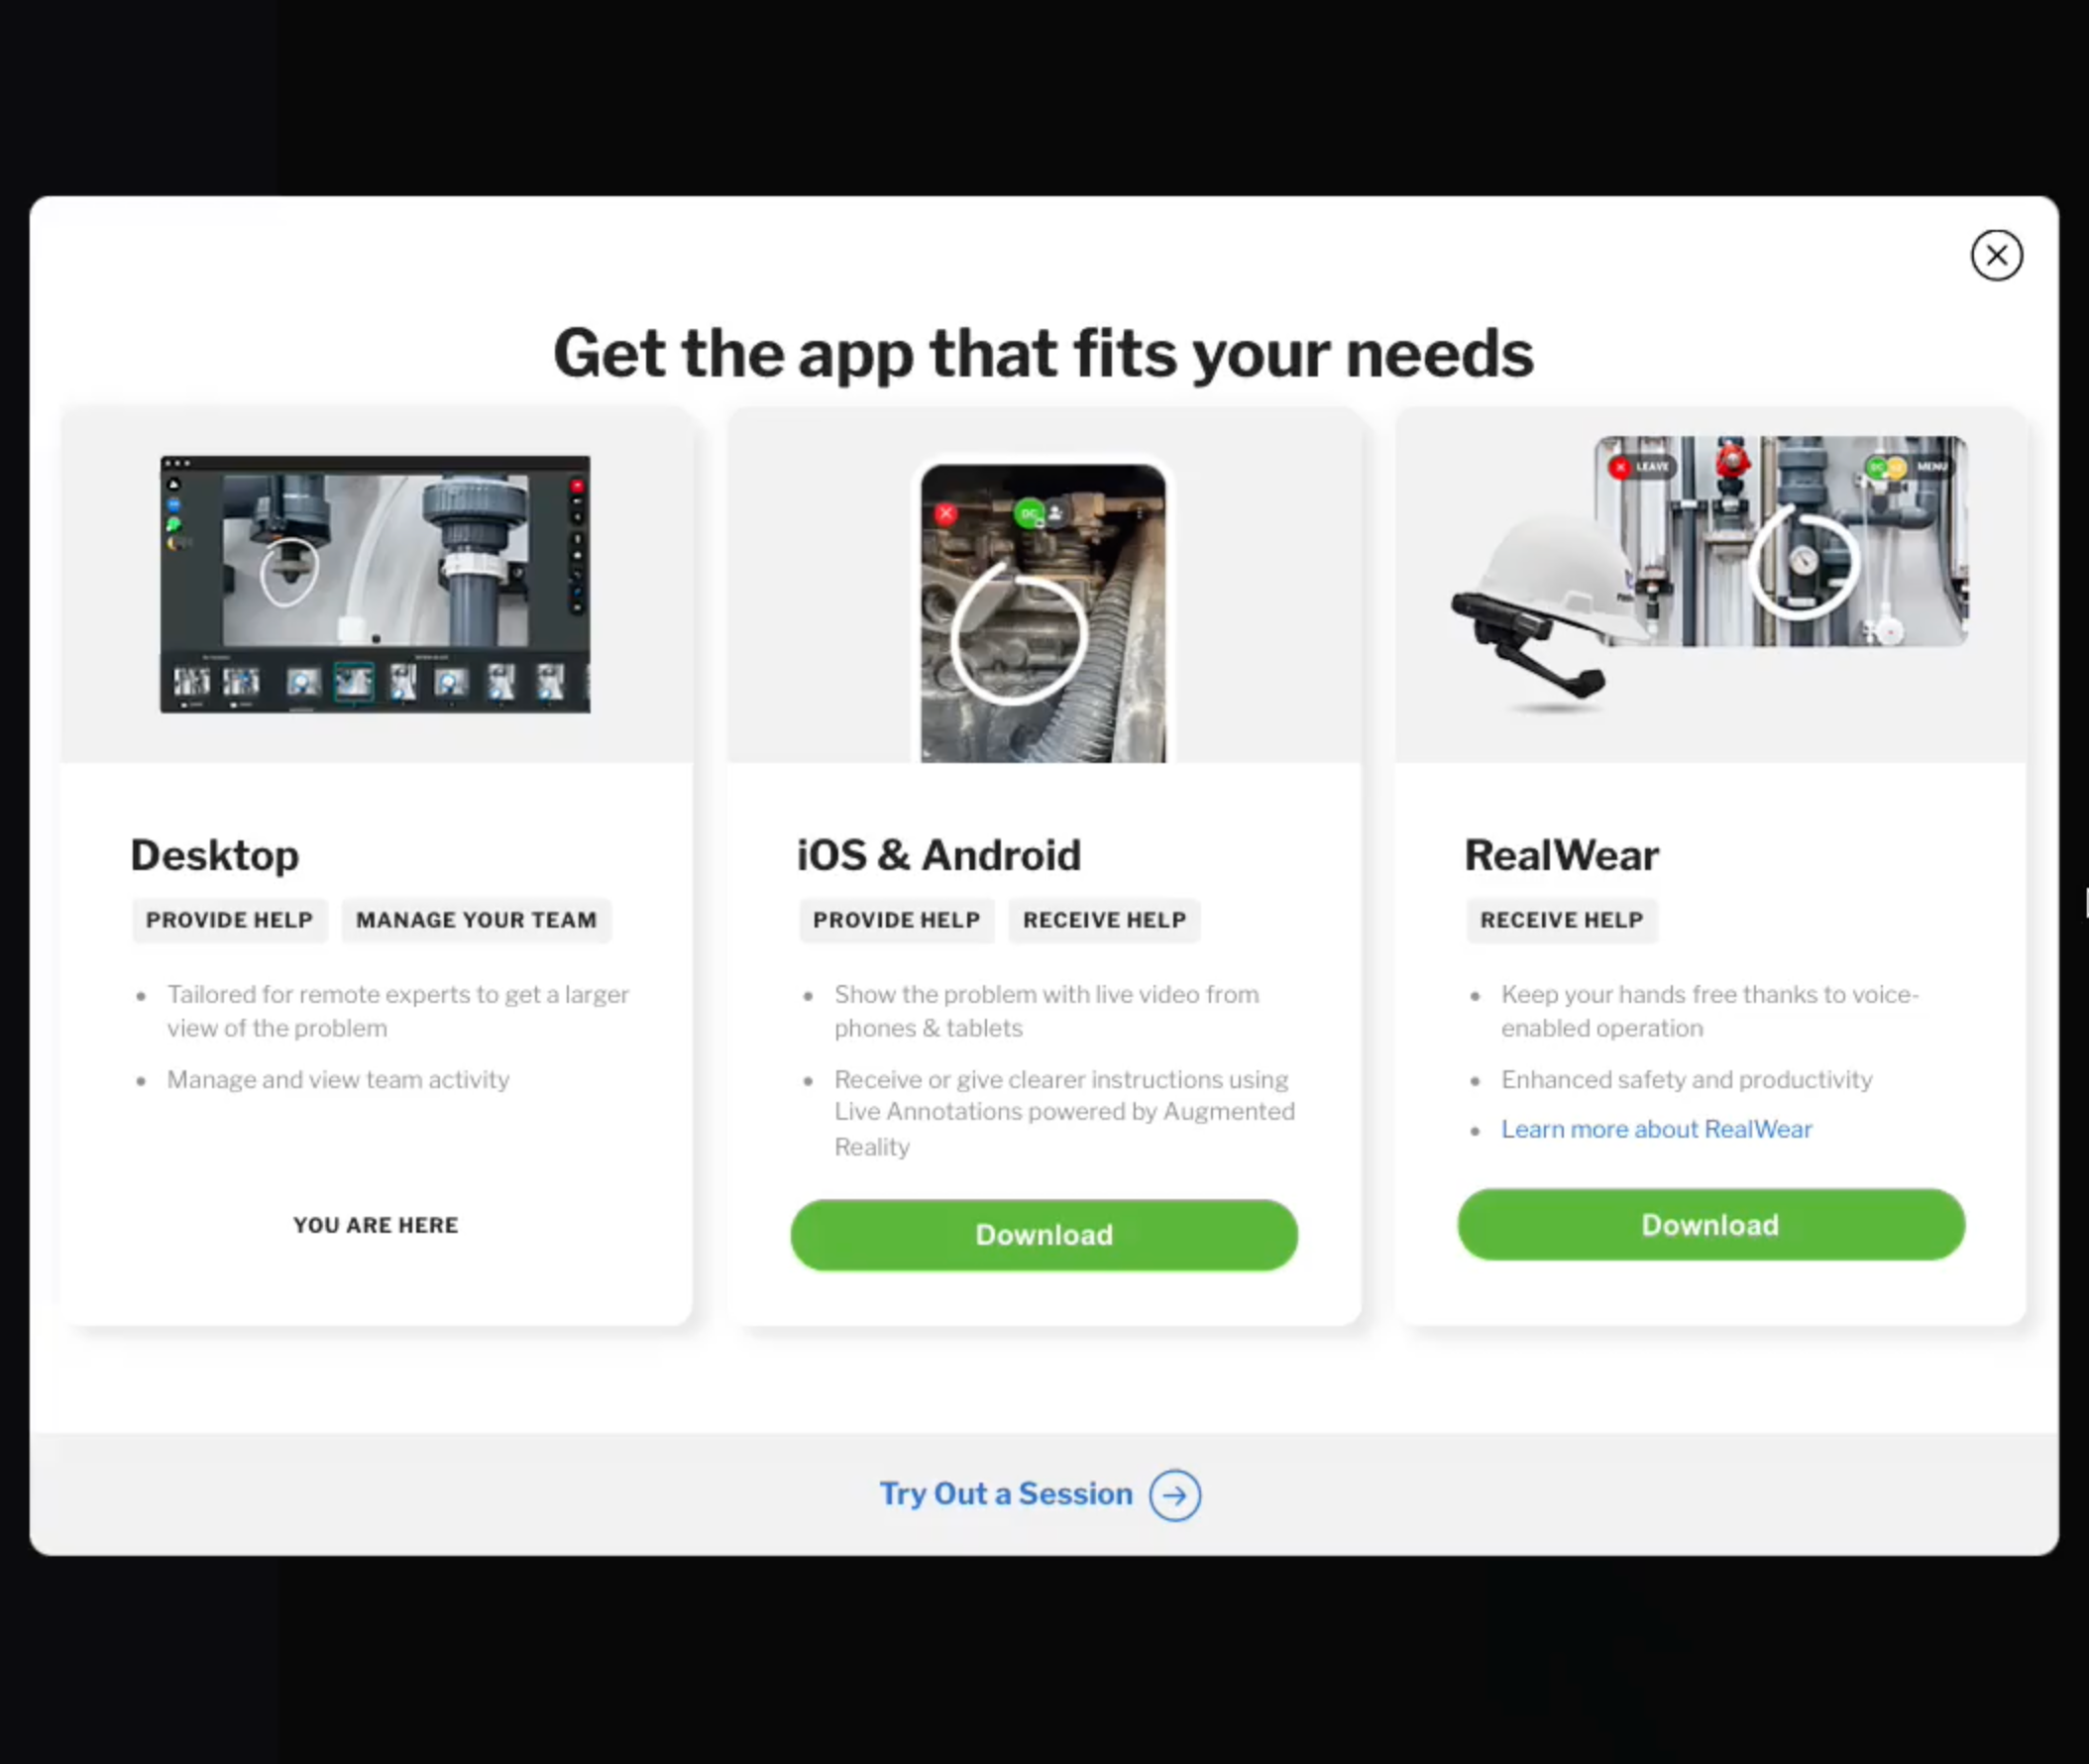 Get the app that fits your needs
LEAVE
MENU
DC
Desktop
PROVIDE HELP MANAGE YOUR TEAM
Tailored for remote experts to get a larger
view of the problem
Manage and view team activity
YOU ARE HERE
iOS & Android
PROVIDE HELP RECEIVE HELP
Show the problem with live video from
phones & tablets
Receive or give clearer instructions using
Live Annotations powered by Augmented
Reality
Download
RealWear
RECEIVE HELP
Keep your hands free thanks to voice-
enabled operation
Enhanced safety and productivity
Learn more about RealWear
Download
Try Out a Session